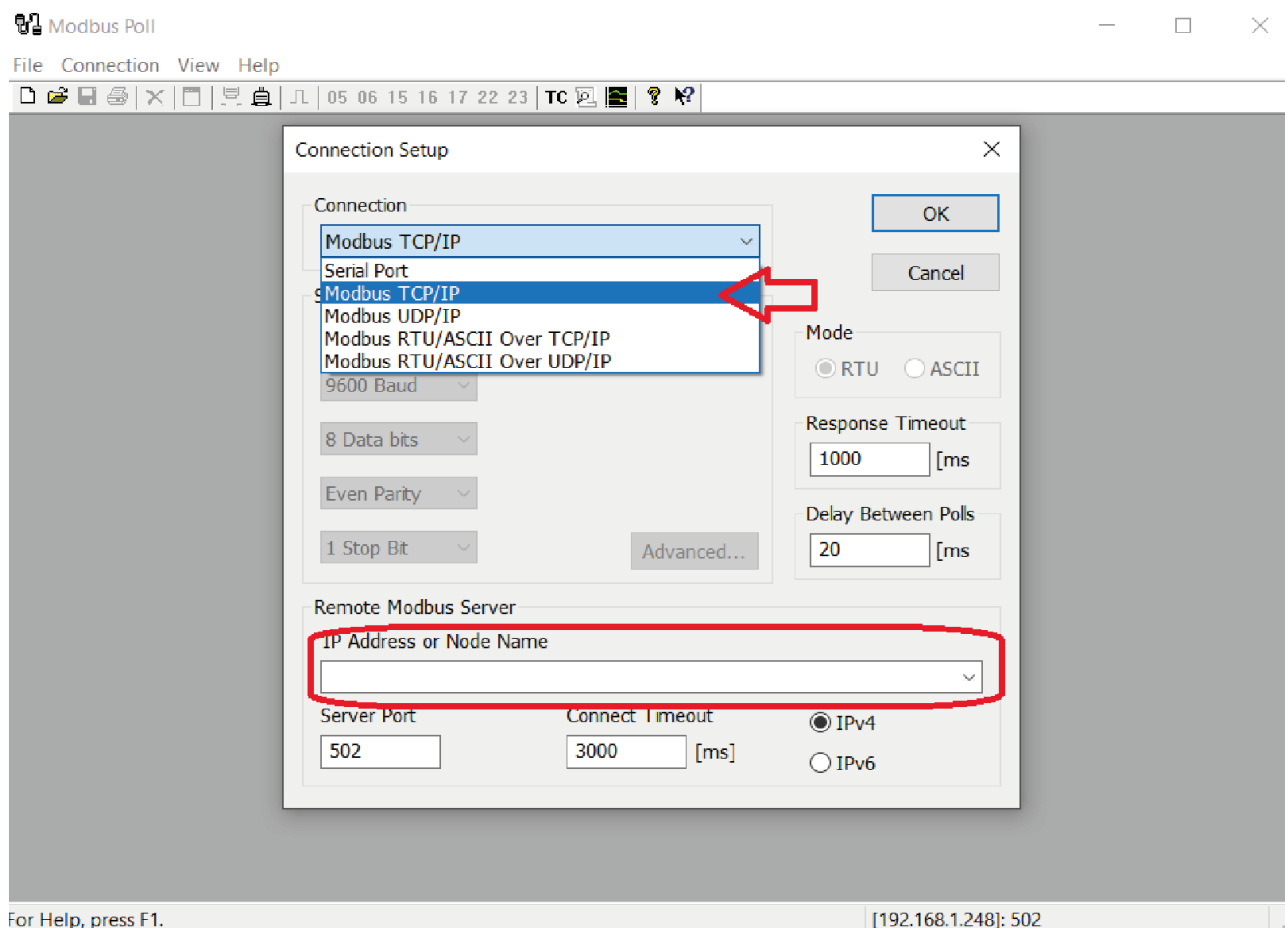 Modbus Poll
File Connection View Help
05 06 15 16 17 22 23 TC
Connection Setup
Connection
Modbus TCP/IP
Serial Port
Modbus TCP/IP
Modbus UDP/IP
Modbus RTU/ASCII Over TCP/IP
Modbus RTU/ASCII Over UDP/IP
9600 Baud
8 Data bits
Even Parity
1 Stop Bit
Advanced...
OK
Cancel
Mode
RTU ASCII
Response Timeout
1000 [ms
Delay Between Polls
20 [ms
Remote Modbus Server
IP Address or Node Name
Server Port
502
Connect Timeout
3000 [ms]
IPv4
IPv6
For Help, press F1.
[192.168.1.248]: 502